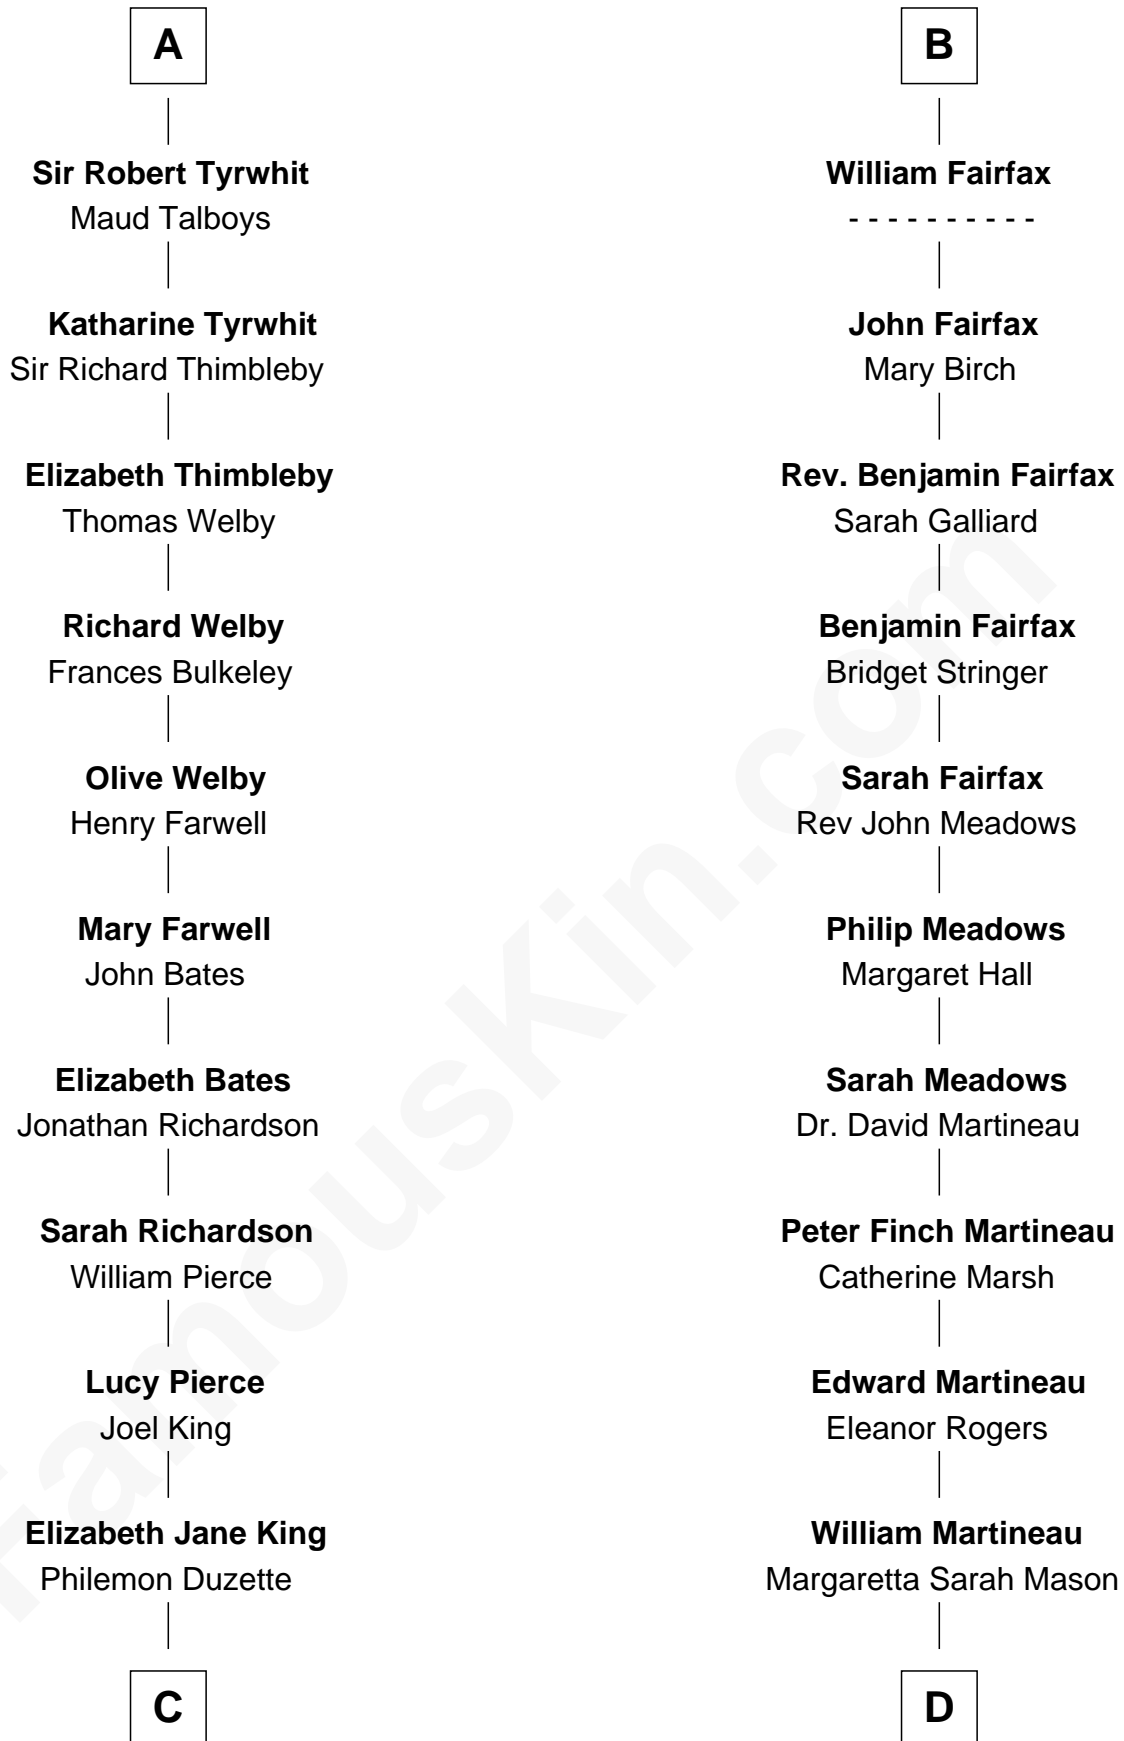 A
Sir Robert Tyrwhit
Maud Talboys
Katharine Tyrwhit
Sir Richard Thimbleby
Elizabeth Thimbleby
Thomas Welby
Richard Welby
Frances Bulkeley
Olive Welby
Henry Farwell
Mary Farwell
John Bates
Elizabeth Bates
Jonathan Richardson
Sarah Richardson
William Pierce
Lucy Pierce
Joel King
Elizabeth Jane King
Philemon Duzette
C
B
William Fairfax
- - - - - - - - - -
John Fairfax
Mary Birch
Rev. Benjamin Fairfax
Sarah Galliard
Benjamin Fairfax
Bridget Stringer
Sarah Fairfax
Rev John Meadows
Philip Meadows
Margaret Hall
Sarah Meadows
Dr. David Martineau
Peter Finch Martineau
Catherine Marsh
Edward Martineau
Eleanor Rogers
William Martineau
Margaretta Sarah Mason
D
FamousKin.com